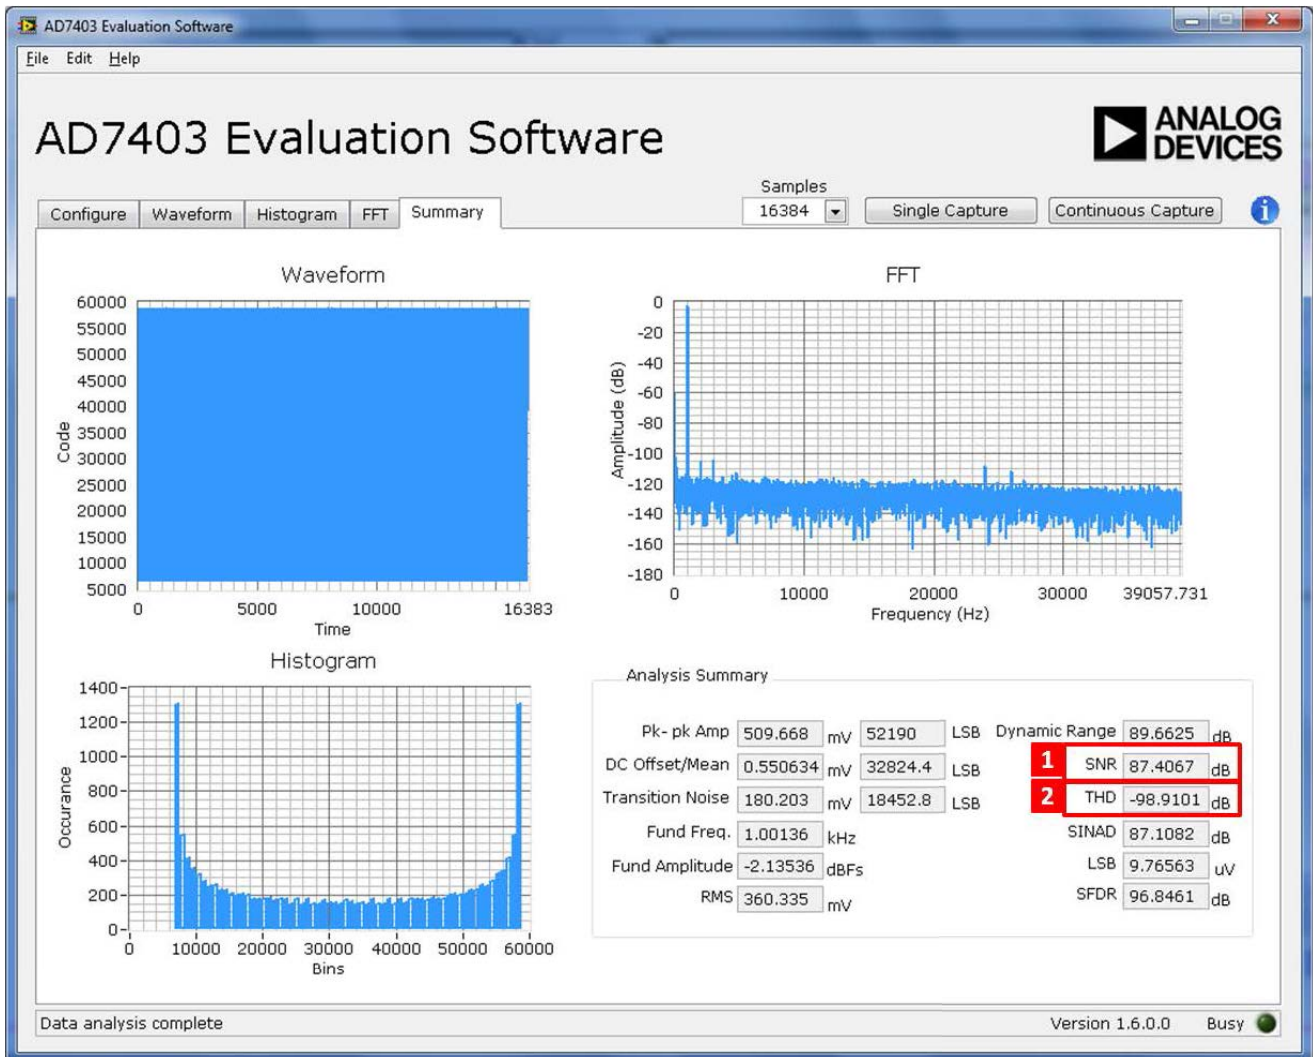 AD7403 Evaluation Software
File Edit Help
AD7403 Evaluation Software
ANALOG
DEVICES
Samples
Configure Waveform Histogram FFT Summary 16384 Single Capture Continuous Capture i
Waveform
60000
55000
50000
45000
40000
35000
30000
25000
20000
15000
10000
5000
Code
0 5000 10000 16383
Time
FFT
0
-20
-40
-60
-80
-100
-120
-140
-160
-180
Amplitude (dB)
0 10000 20000 30000 39057.731
Frequency (Hz)
Histogram
1400
1200
1000
800
600
400
200
0
Occurance
0 10000 20000 30000 40000 50000 60000
Bins
Analysis Summary
Pk- pk Amp 509.668 mV 52190 LSB Dynamic Range 89.6625 dB
DC Offset/Mean 0.550634 mV 32824.4 LSB 1 SNR 87.4067 dB
Transition Noise 180.203 mV 18452.8 LSB 2 THD -98.9101 dB
Fund Freq. 1.00136 kHz SINAD 87.1082 dB
Fund Amplitude -2.13536 dBFs LSB 9.76563 uV
RMS 360.335 mV SFDR 96.8461 dB
Data analysis complete Version 1.6.0.0 Busy